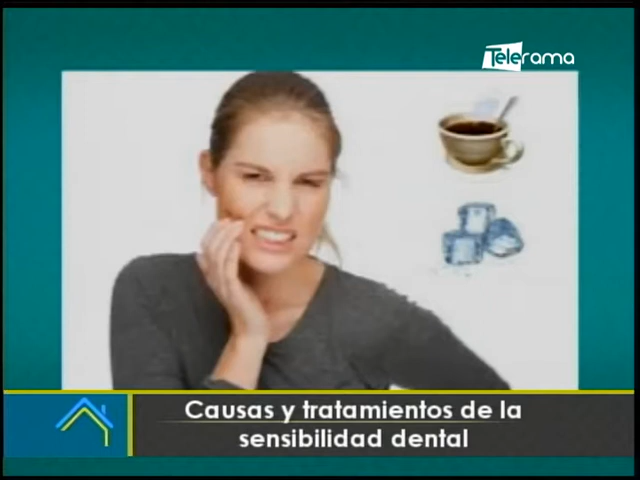 Telerama
Causas y tratamientos de la
sensibilidad dental